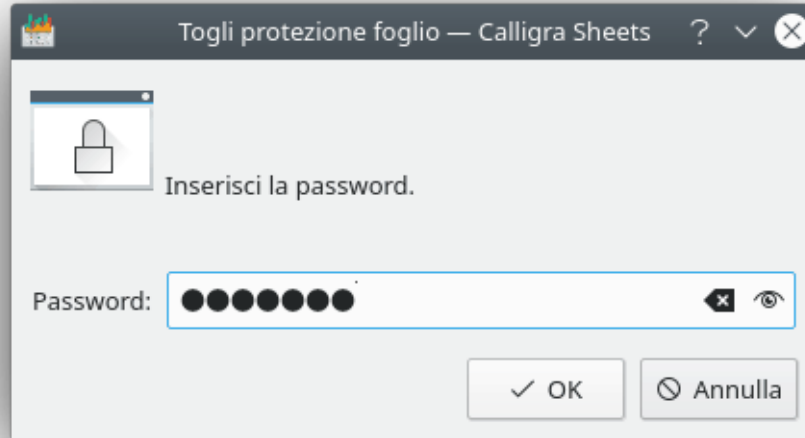 Togli protezione foglio — Calligra Sheets
Inserisci la password.
Password: ●●●●●●●
OK
Annulla